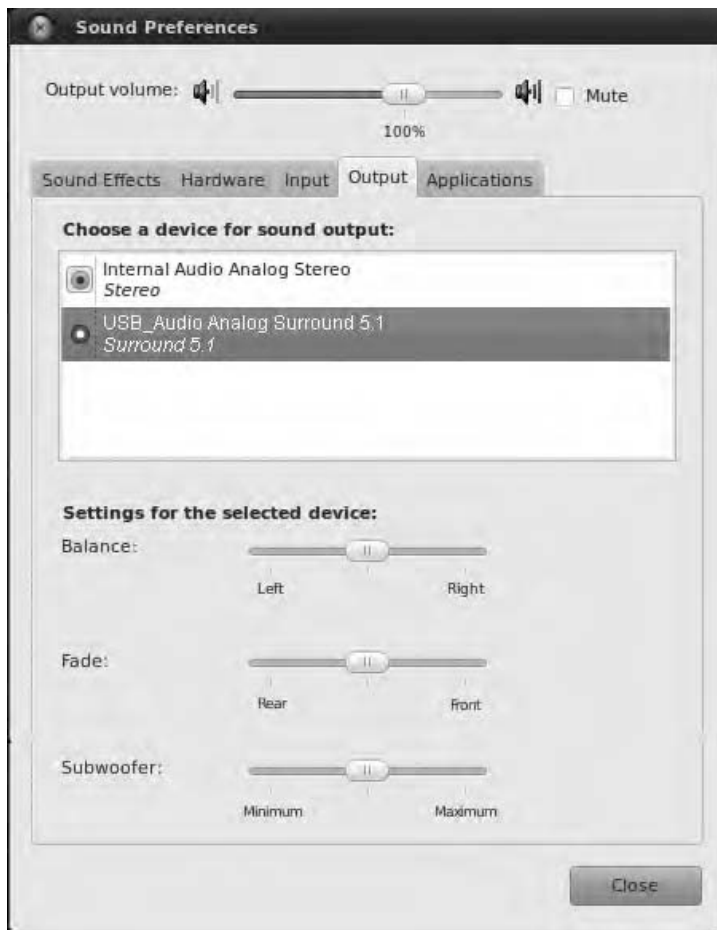 Sound Preferences
Output volume: Mute
100%
Sound Effects Hardware Input Output Applications
Choose a device for sound output:
Internal Audio Analog Stereo
Stereo
USB_Audio Analog Surround 5.1
Surround 5.1
Settings for the selected device:
Balance:
Left Right
Fade:
Rear Front
Subwoofer:
Minimum Maximum
Close